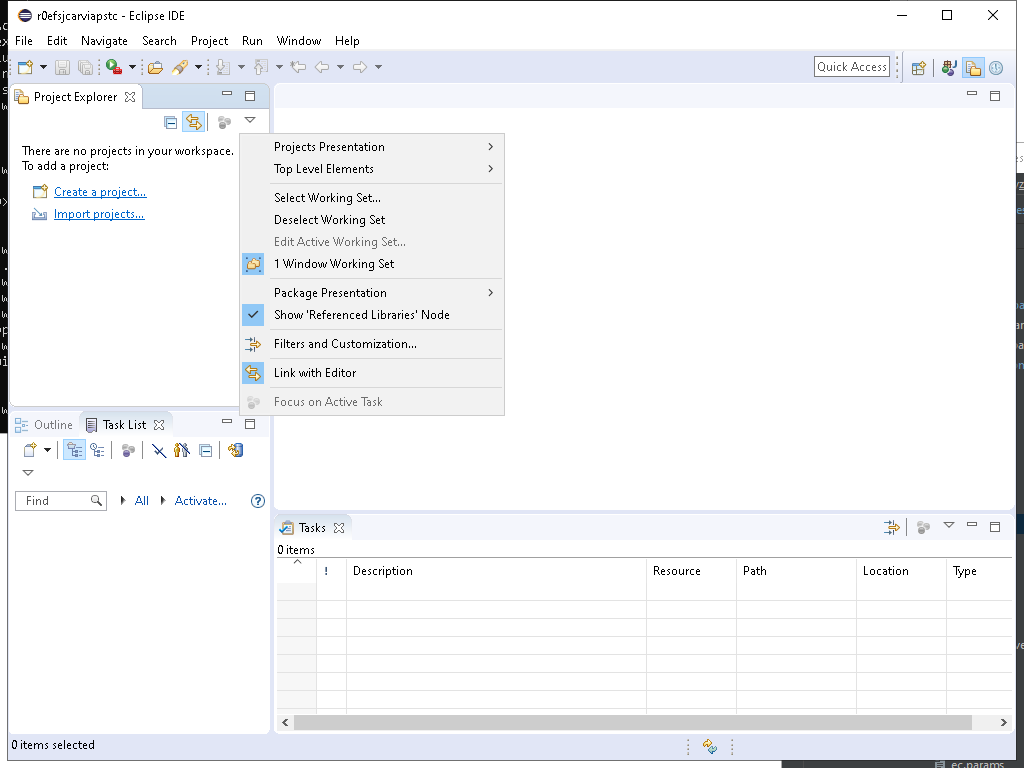 r0efsjcarviapstc - Eclipse IDE
File Edit Navigate Search Project Run Window Help
Quick Access
Project Explorer
There are no projects in your workspace.
To add a project:
Create a project...
Import projects...
Projects Presentation
Top Level Elements
Select Working Set...
Deselect Working Set
Edit Active Working Set...
1 Window Working Set
Package Presentation
Show 'Referenced Libraries' Node
Filters and Customization...
Link with Editor
Focus on Active Task
Outline Task List
Find All Activate...
Tasks
0 items
! Description Resource Path Location Type
0 items selected
ec.params